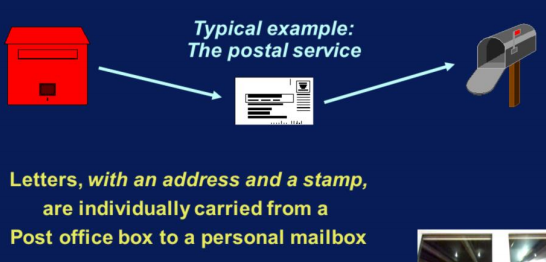 Typical example:
The postal service
Letters, with an address and a stamp,
are individually carried from a
Post office box to a personal mailbox